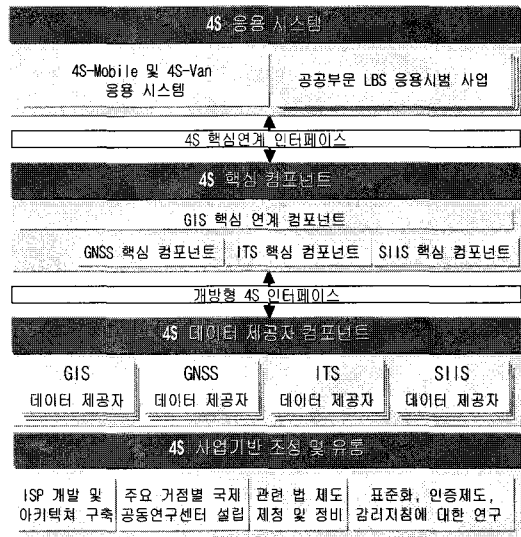 4S 응용 시스템
4S-Mobile 및 4S-Van
응용 시스템
공공부문 LBS 응용시범 사업
4S 핵심연계 인터페이스
4S 핵심 컴포넌트
GIS 핵심 연계 컴포넌트
GNSS 핵심 컴포넌트
ITS 핵심 컴포넌트
SIIS 핵심 컴포넌트
개방형 4S 인터페이스
4S 데이터 제공자 컴포넌트
GIS
데이터 제공자
GNSS
데이터 제공자
ITS
데이터 제공자
SIIS
데이터 제공자
4S 사업기반 조성 및 유통
ISP 개발 및
아키텍쳐 구축
주요 거점별 국제
공동연구센터 설립
관련 법 제도
제정 및 정비
표준화, 인증제도,
감리지침에 대한 연구